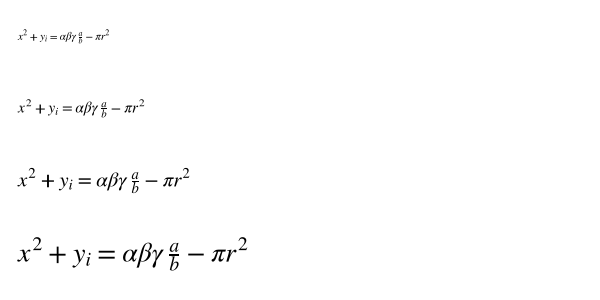 x² + yᵢ = αβγ a/b − πr²
x² + yᵢ = αβγ a/b − πr²
x² + yᵢ = αβγ a/b − πr²
x² + yᵢ = αβγ a/b − πr²